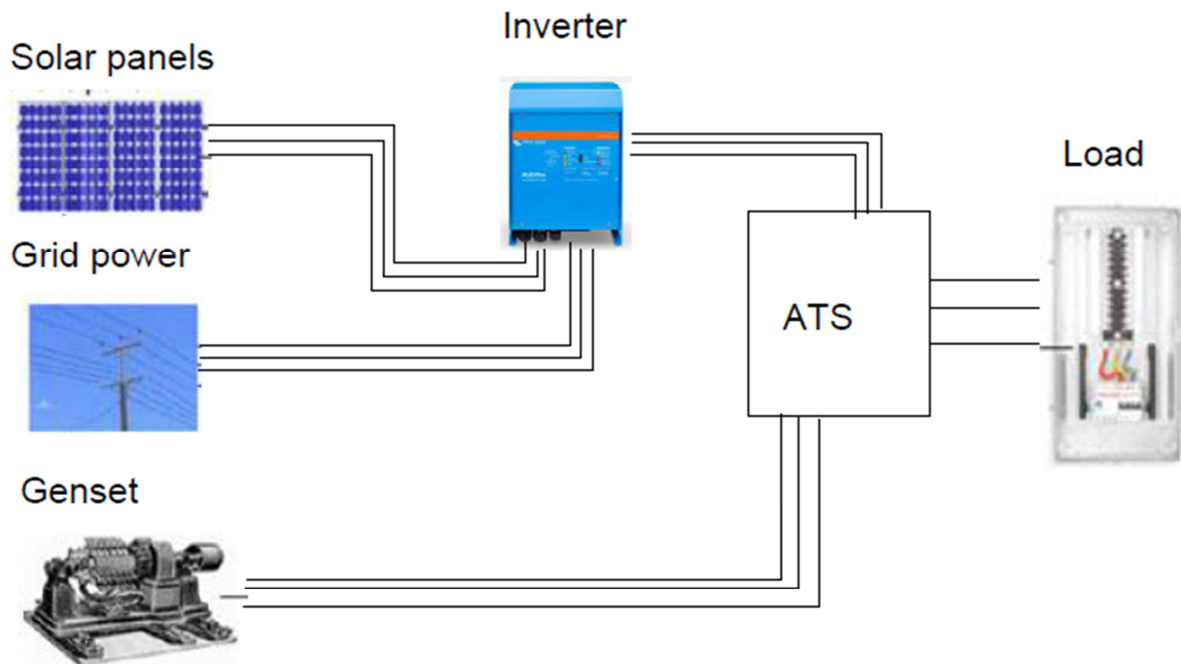 Inverter
Solar panels
Load
Grid power
ATS
Genset